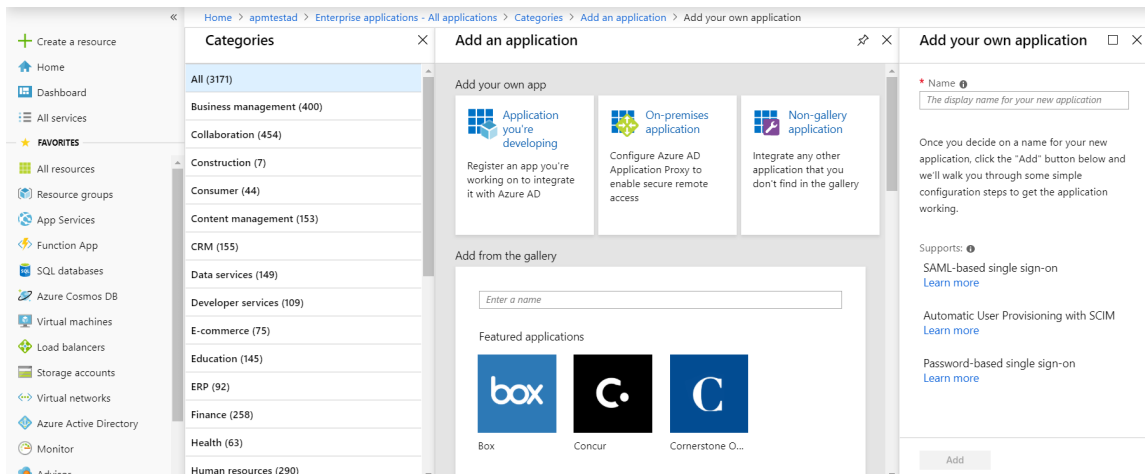 «
Home > apmtestad > Enterprise applications - All applications > Categories > Add an application > Add your own application
Create a resource
Home
Dashboard
All services
FAVORITES
All resources
Resource groups
App Services
Function App
SQL databases
Azure Cosmos DB
Virtual machines
Load balancers
Storage accounts
Virtual networks
Azure Active Directory
Monitor
Advisor
Categories
All (3171)
Business management (400)
Collaboration (454)
Construction (7)
Consumer (44)
Content management (153)
CRM (155)
Data services (149)
Developer services (109)
E-commerce (75)
Education (145)
ERP (92)
Finance (258)
Health (63)
Human resources (290)
Add an application
Add your own app
Application
you're
developing
Register an app you're
working on to integrate
it with Azure AD
On-premises
application
Configure Azure AD
Application Proxy to
enable secure remote
access
Non-gallery
application
Integrate any other
application that you
don't find in the gallery
Add from the gallery
Enter a name
Featured applications
box
C.
C
Box
Concur
Cornerstone O...
Add your own application
* Name
The display name for your new application
Once you decide on a name for your new
application, click the "Add" button below and
we'll walk you through some simple
configuration steps to get the application
working.
Supports:
SAML-based single sign-on
Learn more
Automatic User Provisioning with SCIM
Learn more
Password-based single sign-on
Learn more
Add